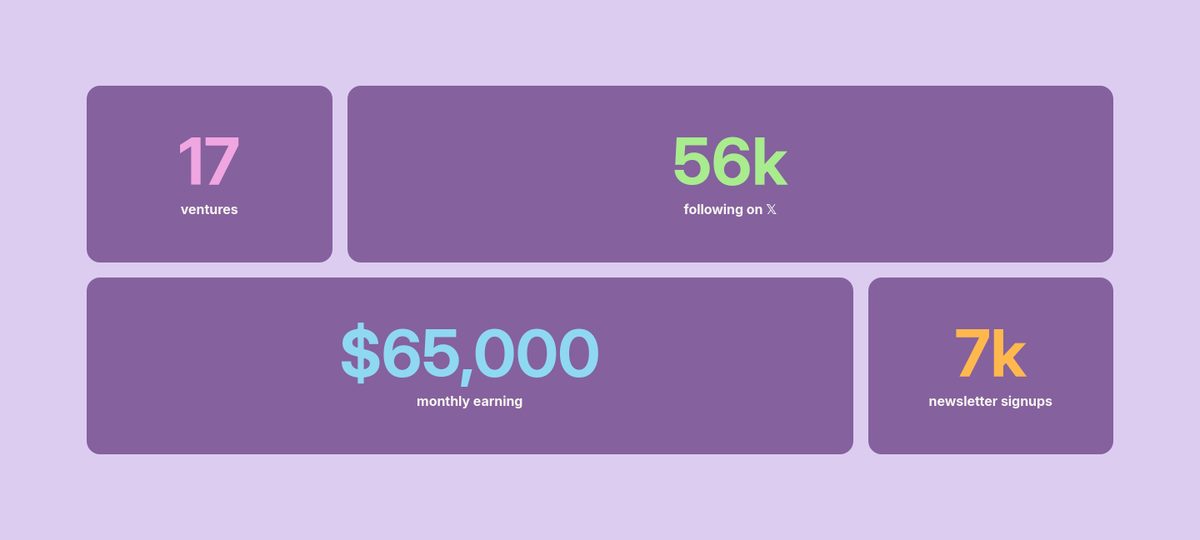 17
ventures
56k
following on 𝕏
$65,000
monthly earning
7k
newsletter signups